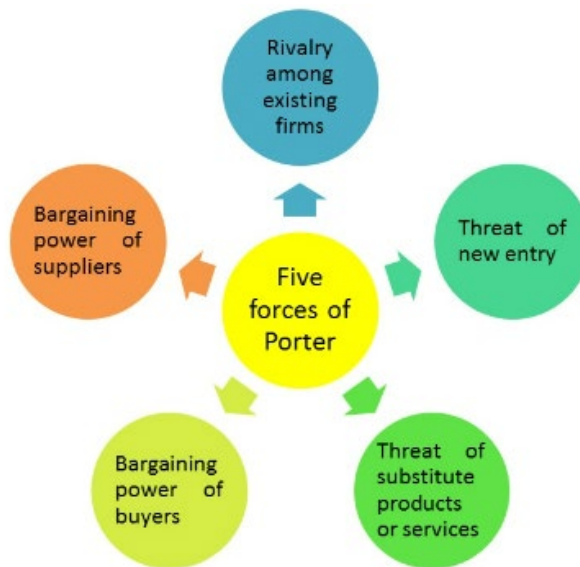 Rivalry
among
existing
firms
Bargaining
power of
suppliers
Threat of
new entry
Five
forces of
Porter
Bargaining
power of
buyers
Threat of
substitute
products
or services